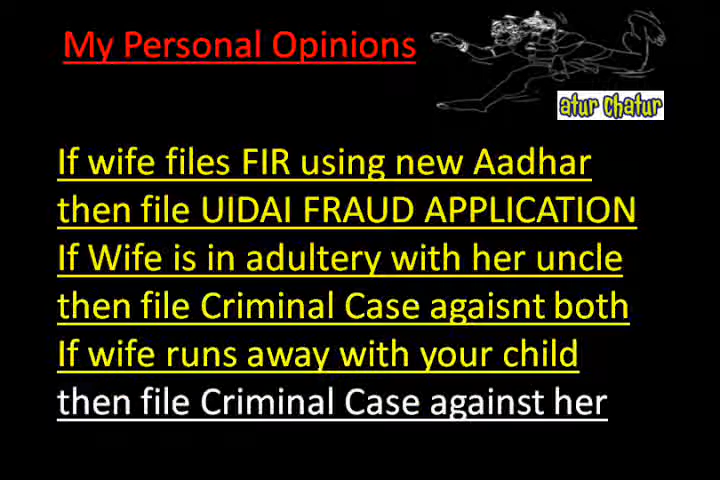 My Personal Opinions
atur chatur
If wife files FIR using new Aadhar
then file UIDAI FRAUD APPLICATION
If Wife is in adultery with her uncle
then file Criminal Case agaisnt both
If wife runs away with your child
then file Criminal Case against her